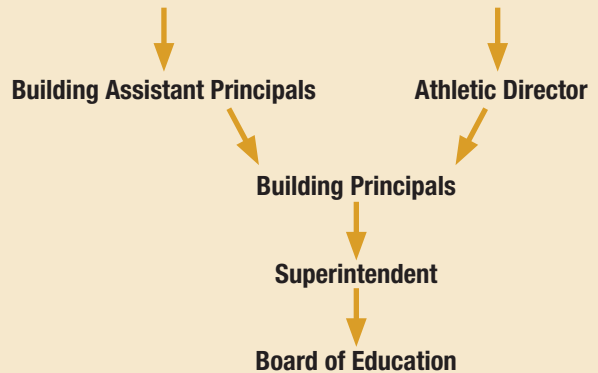 Building Assistant Principals
Athletic Director
Building Principals
Superintendent
Board of Education